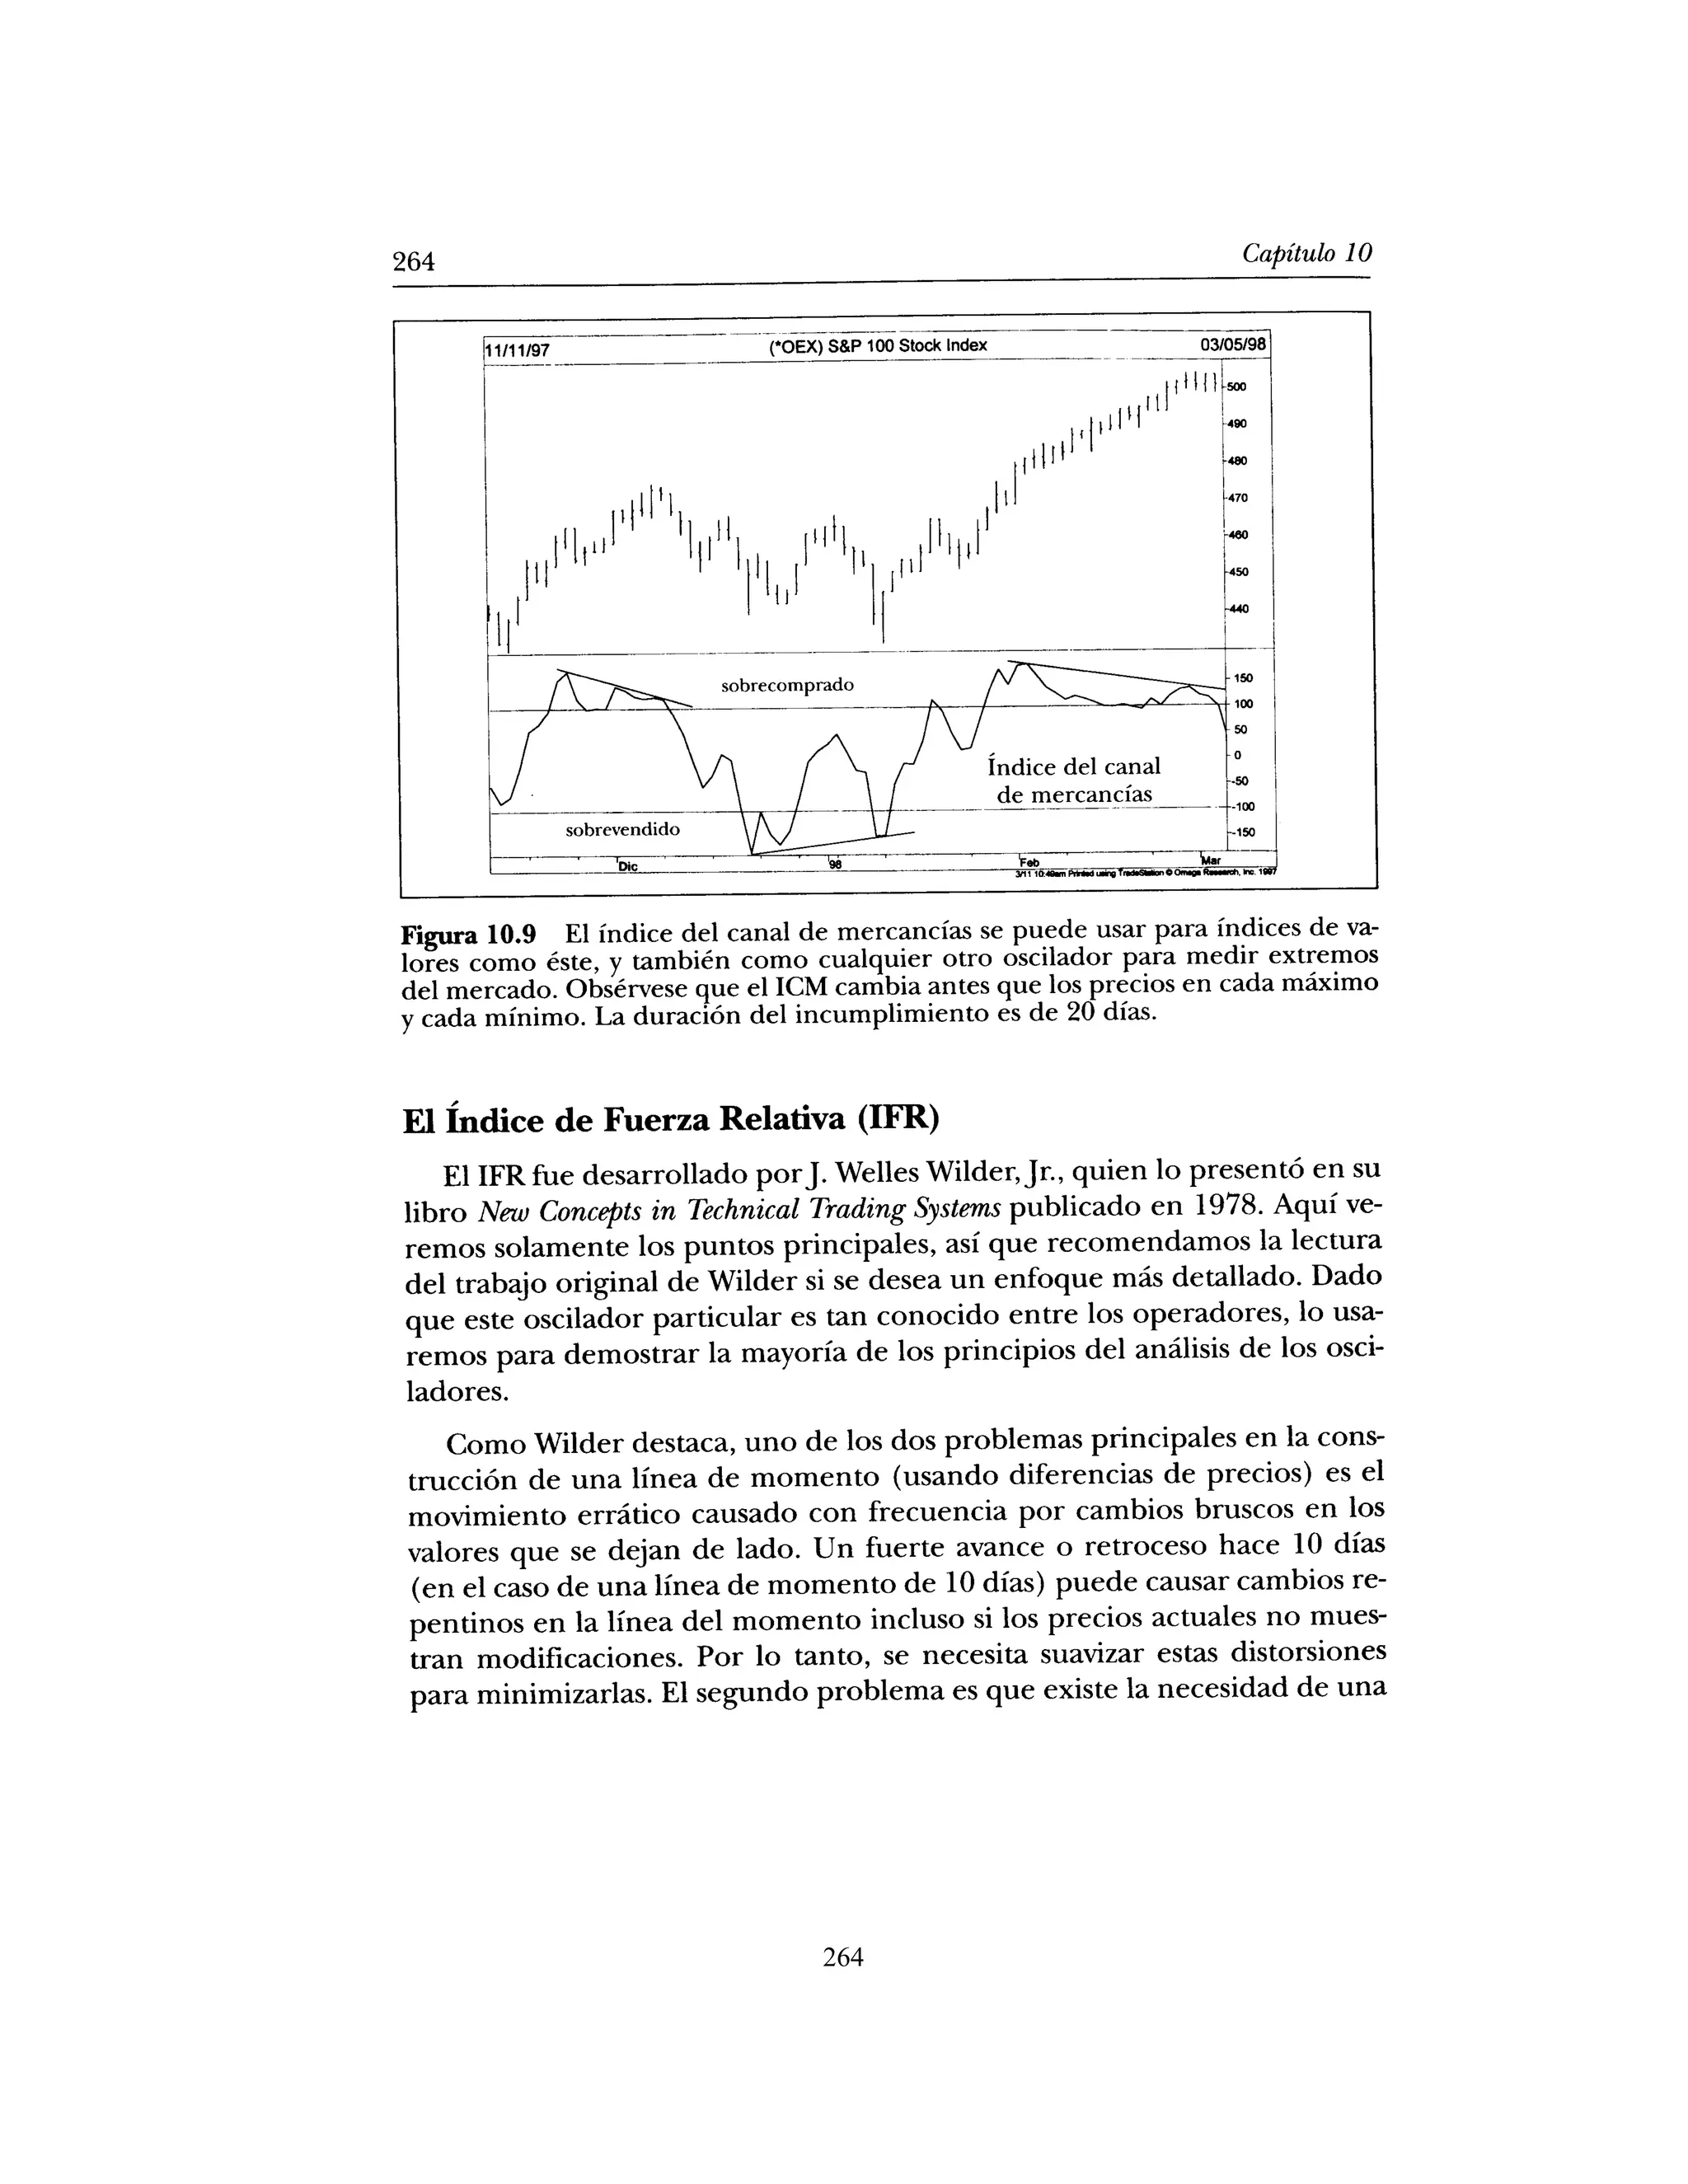 264
Capítulo 10
11/11/97
(*OEX) S&P 100 Stock Index
03/05/98
500
490
480
470
460
450
440
sobrecomprado
150
100
50
0
-50
-100
-150
Índice del canal
de mercancías
sobrevendido
Dic
98
Feb
Mar
3/11 10:49am Printed using TradeStation © Omega Research, Inc. 1997
Figura 10.9 El índice del canal de mercancías se puede usar para índices de va-
lores como éste, y también como cualquier otro oscilador para medir extremos
del mercado. Obsérvese que el ICM cambia antes que los precios en cada máximo
y cada mínimo. La duración del incumplimiento es de 20 días.
El Índice de Fuerza Relativa (IFR)
El IFR fue desarrollado por J. Welles Wilder, Jr., quien lo presentó en su
libro New Concepts in Technical Trading Systems publicado en 1978. Aquí ve-
remos solamente los puntos principales, así que recomendamos la lectura
del trabajo original de Wilder si se desea un enfoque más detallado. Dado
que este oscilador particular es tan conocido entre los operadores, lo usa-
remos para demostrar la mayoría de los principios del análisis de los osci-
ladores.
Como Wilder destaca, uno de los dos problemas principales en la cons-
trucción de una línea de momento (usando diferencias de precios) es el
movimiento errático causado con frecuencia por cambios bruscos en los
valores que se dejan de lado. Un fuerte avance o retroceso hace 10 días
(en el caso de una línea de momento de 10 días) puede causar cambios re-
pentinos en la línea del momento incluso si los precios actuales no mues-
tran modificaciones. Por lo tanto, se necesita suavizar estas distorsiones
para minimizarlas. El segundo problema es que existe la necesidad de una
264